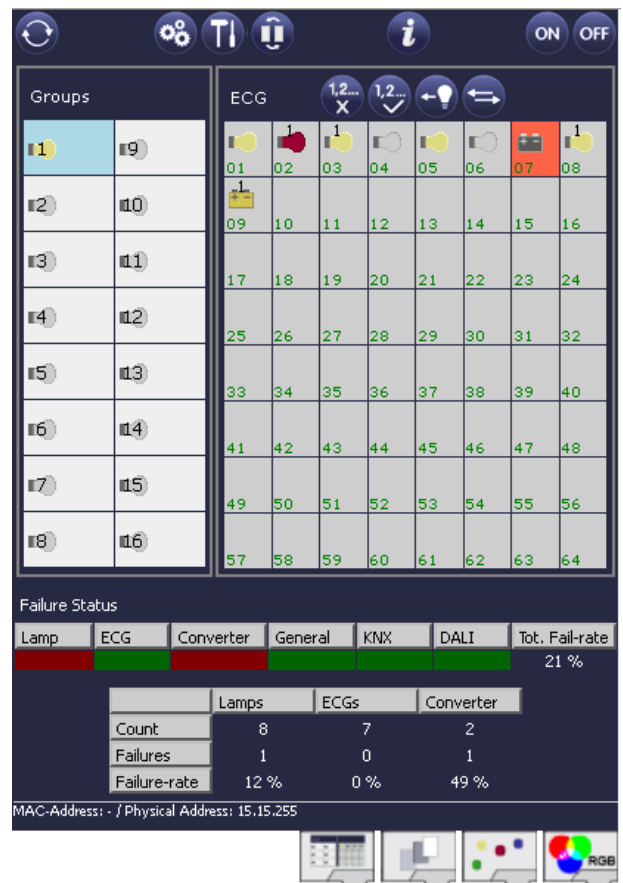 1,2... X 1,2... ON OFF
Groups ECG
1 9 01 02 03 04 05 06 07 08
1 1 1 1
2 10 09 10 11 12 13 14 15 16
3 11 17 18 19 20 21 22 23 24
4 12 25 26 27 28 29 30 31 32
5 13 33 34 35 36 37 38 39 40
6 14 41 42 43 44 45 46 47 48
7 15 49 50 51 52 53 54 55 56
8 16 57 58 59 60 61 62 63 64
Failure Status
Lamp ECG Converter General KNX DALI Tot. Fail-rate
21 %
Lamps ECGs Converter
Count 8 7 2
Failures 1 0 1
Failure-rate 12 % 0 % 49 %
MAC-Address: - / Physical Address: 15.15.255
RGB